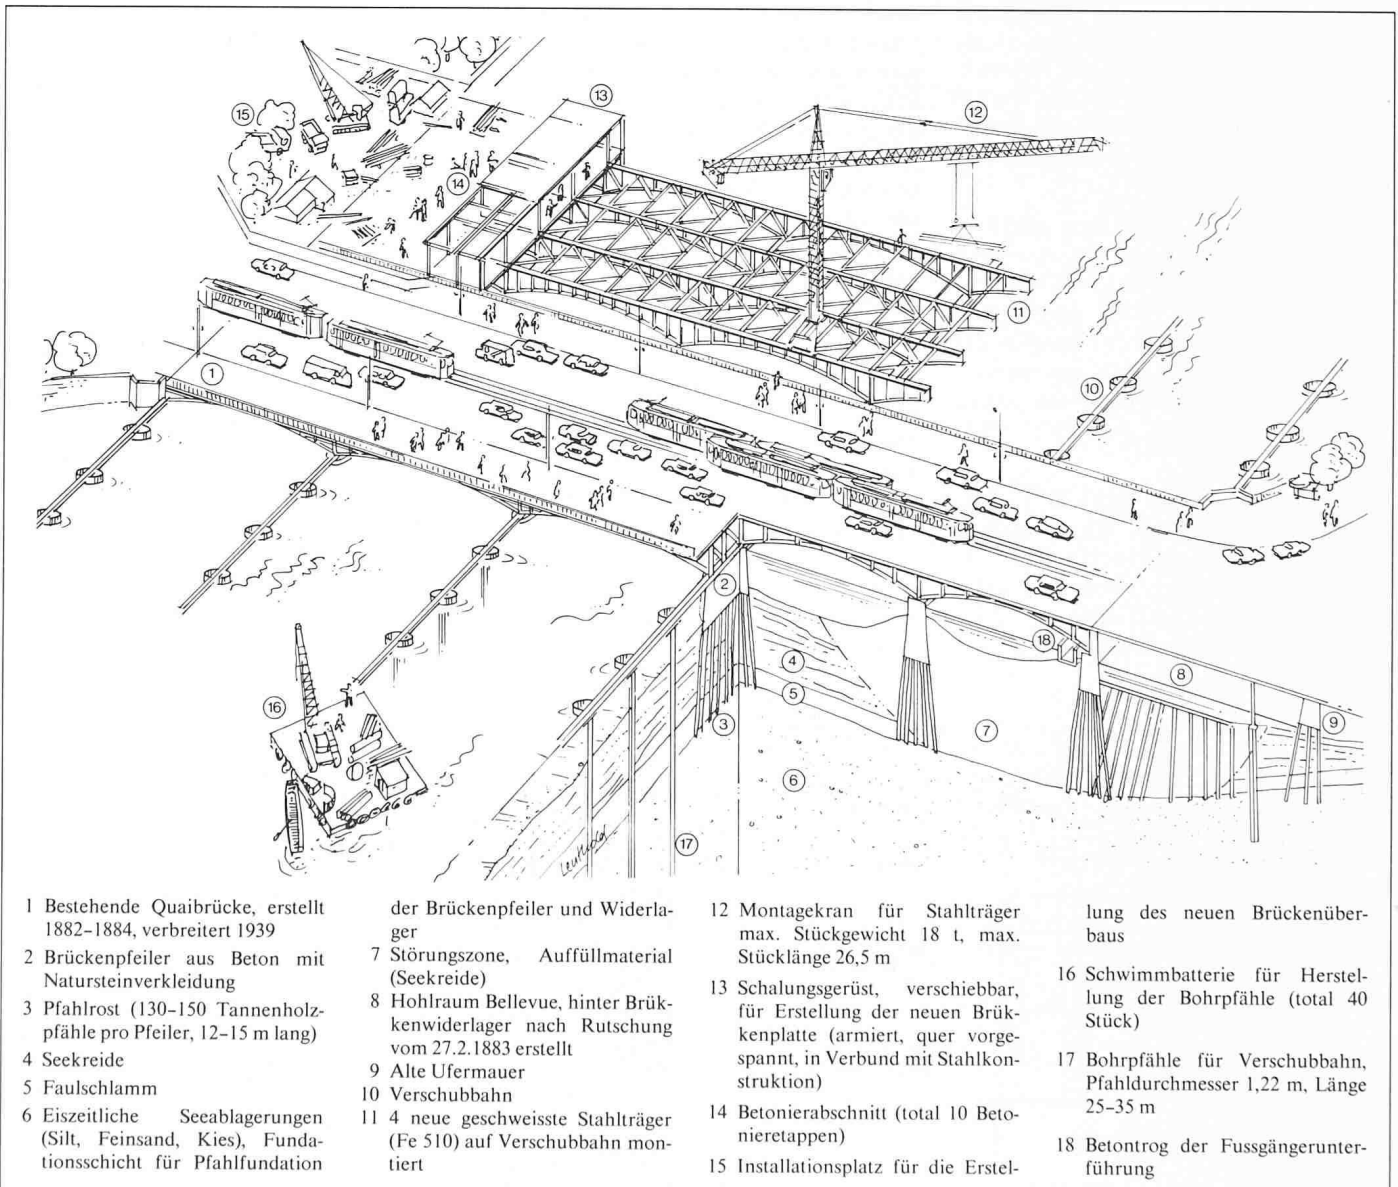 13
12
15
14
11
1
10
2
18
4
8
5
16
3
7
9
6
17
1 Bestehende Quaibrücke, erstellt
1882–1884, verbreitert 1939
2 Brückenpfeiler aus Beton mit
Natursteinverkleidung
3 Pfahlrost (130–150 Tannenholz-
pfähle pro Pfeiler, 12–15 m lang)
4 Seekreide
5 Faulschlamm
6 Eiszeitliche Seeablagerungen
(Silt, Feinsand, Kies), Funda-
tionsschicht für Pfahlfundation
der Brückenpfeiler und Widerla-
ger
7 Störungszone, Auffüllmaterial
(Seekreide)
8 Hohlraum Bellevue, hinter Brük-
kenwiderlager nach Rutschung
vom 27.2.1883 erstellt
9 Alte Ufermauer
10 Verschubbahn
11 4 neue geschweisste Stahlträger
(Fe 510) auf Verschubbahn mon-
tiert
12 Montagekran für Stahlträger
max. Stückgewicht 18 t, max.
Stücklänge 26,5 m
13 Schalungsgerüst, verschiebbar,
für Erstellung der neuen Brük-
kenplatte (armiert, quer vorge-
spannt, in Verbund mit Stahlkon-
struktion)
14 Betonierabschnitt (total 10 Beto-
nieretappen)
15 Installationsplatz für die Erstel-
lung des neuen Brückenüber-
baus
16 Schwimmbatterie für Herstel-
lung der Bohrpfähle (total 40
Stück)
17 Bohrpfähle für Verschubbahn,
Pfahldurchmesser 1,22 m, Länge
25–35 m
18 Betontrog der Fussgängerunter-
führung